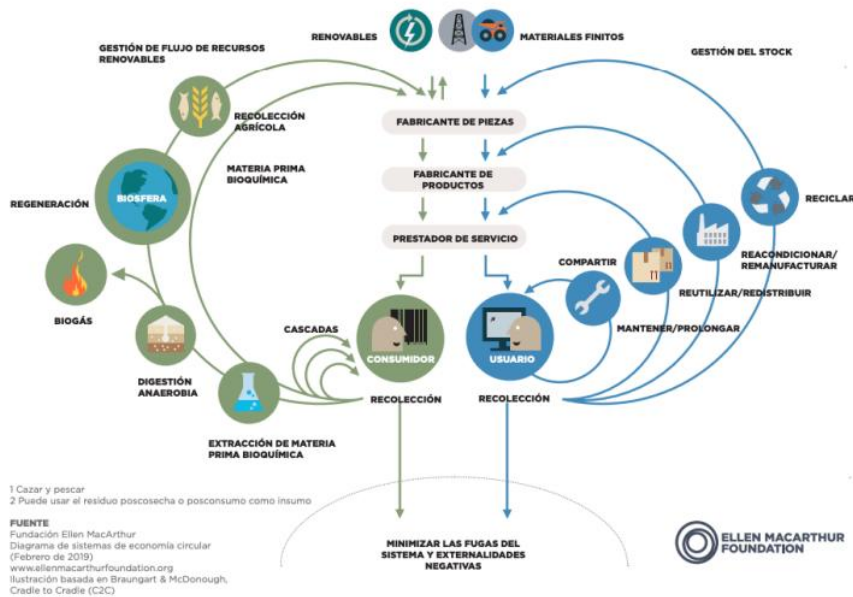 RENOVABLES
MATERIALES FINITOS
GESTIÓN DE FLUJO DE RECURSOS
RENOVABLES
GESTIÓN DEL STOCK
RECOLECCIÓN
AGRÍCOLA
FABRICANTE DE PIEZAS
MATERIA PRIMA
BIOQUÍMICA
FABRICANTE DE
PRODUCTOS
REGENERACIÓN
BIOSFERA
RECICLAR
PRESTADOR DE SERVICIO
REACONDICIONAR/
REMANUFACTURAR
COMPARTIR
REUTILIZAR/REDISTRIBUIR
BIOGÁS
CASCADAS
MANTENER/PROLONGAR
CONSUMIDOR
USUARIO
DIGESTIÓN
ANAEROBIA
RECOLECCIÓN
RECOLECCIÓN
EXTRACCIÓN DE MATERIA
PRIMA BIOQUÍMICA
1 Cazar y pescar
2 Puede usar el residuo poscosecha o posconsumo como insumo
FUENTE
Fundación Ellen MacArthur
Diagrama de sistemas de economía circular
(Febrero de 2019)
www.ellenmacarthurfoundation.org
Ilustración basada en Braungart & McDonough,
Cradle to Cradle (C2C)
MINIMIZAR LAS FUGAS DEL
SISTEMA Y EXTERNALIDADES
NEGATIVAS
ELLEN MACARTHUR
FOUNDATION